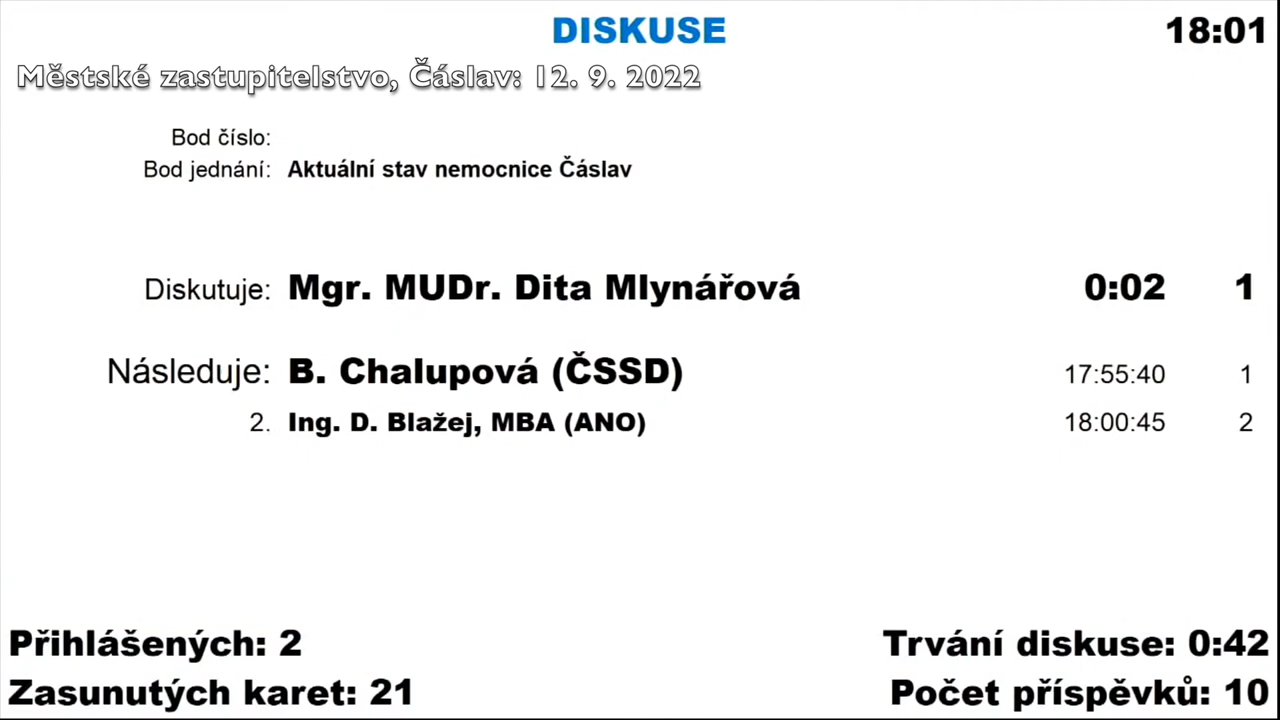 DISKUSE 18:01
Městské zastupitelstvo, Čáslav: 12. 9. 2022
Bod číslo:
Bod jednání: Aktuální stav nemocnice Čáslav
Diskutuje: Mgr. MUDr. Dita Mlynářová 0:02 1
Následuje: B. Chalupová (ČSSD) 17:55:40 1
2. Ing. D. Blažej, MBA (ANO) 18:00:45 2
Přihlášených: 2 Trvání diskuse: 0:42
Zasunutých karet: 21 Počet příspěvků: 10